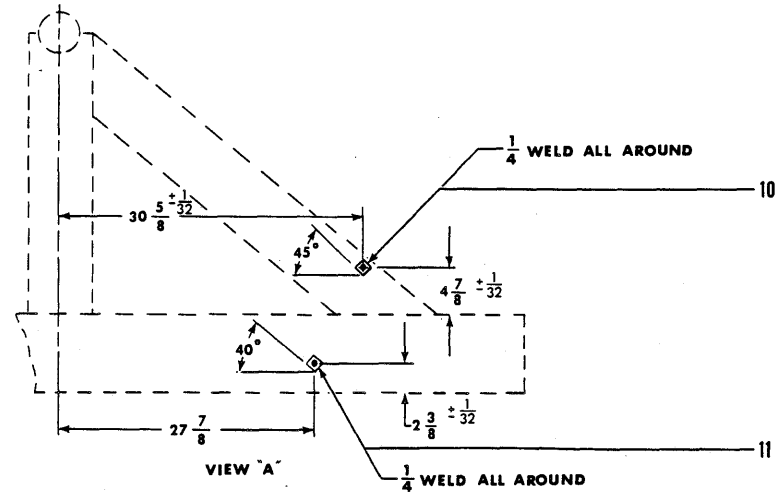 1/4 WELD ALL AROUND
10
30 5/8 ± 1/32
45°
4 7/8 ± 1/32
40°
2 3/8 ± 1/32
27 7/8
11
VIEW "A"
1/4 WELD ALL AROUND